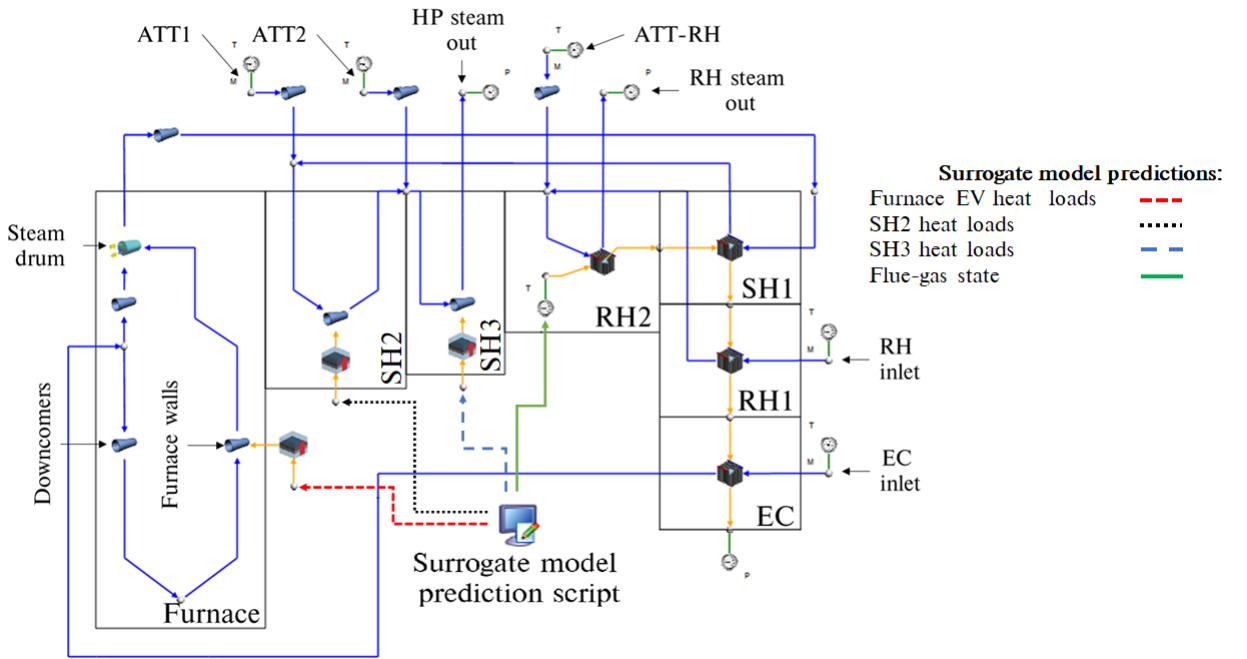 HP steam
out
ATT1
ATT2
ATT-RH
RH steam
out
T
M
T
M
T
M
P
P
Surrogate model predictions:
Furnace EV heat loads
SH2 heat loads
SH3 heat loads
Flue-gas state
Steam
drum
SH1
RH2
T
T
M
RH
inlet
SH2
SH3
RH1
Downcomers
Furnace walls
T
M
EC
inlet
EC
Surrogate model
prediction script
P
Furnace